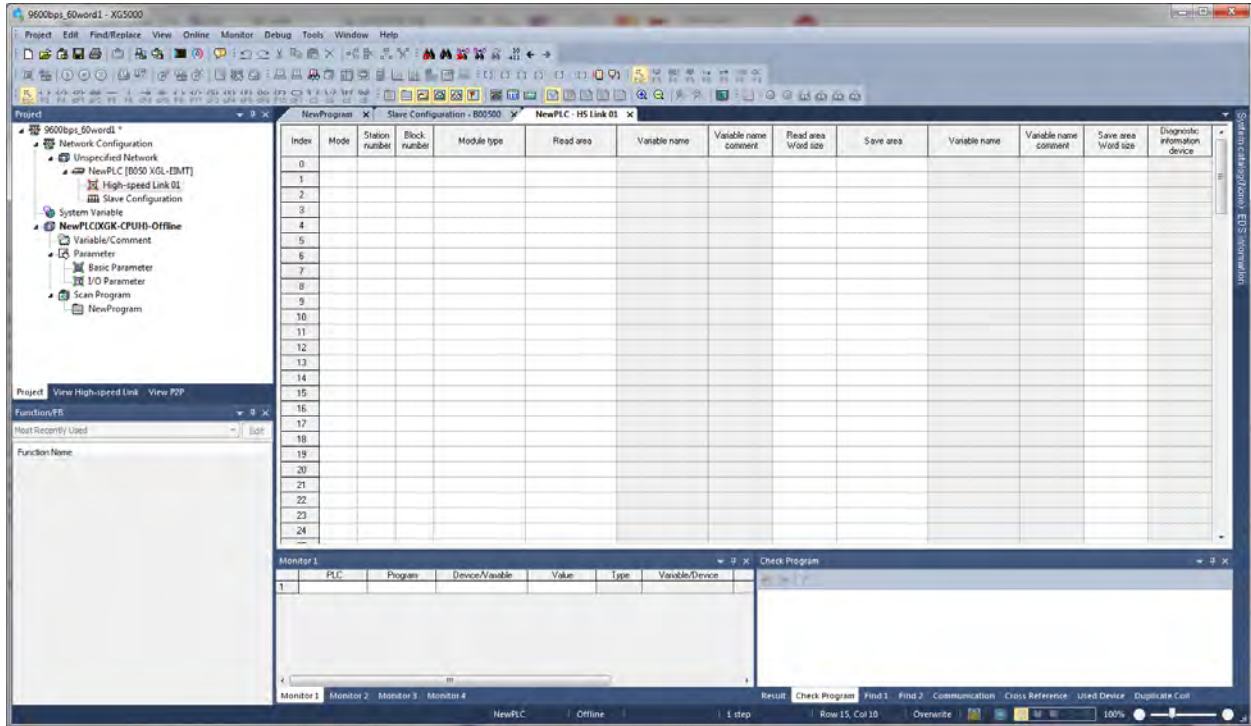 9600bps_60word1 - XG5000
Project Edit Find/Replace View Online Monitor Debug Tools Window Help
Project
NewProgram
Slave Configuration - B00500
NewPLC - HS Link 01
9600bps_60word1 *
Network Configuration
Unspecified Network
NewPLC [B0S0 XGL-EIMT]
High-speed Link 01
Slave Configuration
System Variable
NewPLC(XGK-CPUH)-Offline
Variable/Comment
Parameter
Basic Parameter
I/O Parameter
Scan Program
NewProgram
Index Mode Station number Block number Module type Read area Variable name Variable name comment Read area Word size Save area Variable name Variable name comment Save area Word size Diagnostic information device
0
1
2
3
4
5
6
7
8
9
10
11
12
13
14
15
16
17
18
19
20
21
22
23
24
System catalog(None) EDS information
Project View High-speed Link View P2P
Function/FB
Most Recently Used
Edit
Function Name
Monitor 1
PLC Program Device/Variable Value Type Variable/Device
1
Check Program
Monitor 1 Monitor 2 Monitor 3 Monitor 4
Result Check Program Find 1 Find 2 Communication Cross Reference Used Device Duplicate Coil
NewPLC Offline 1 step Row 15, Col 10 Overwrite 100%